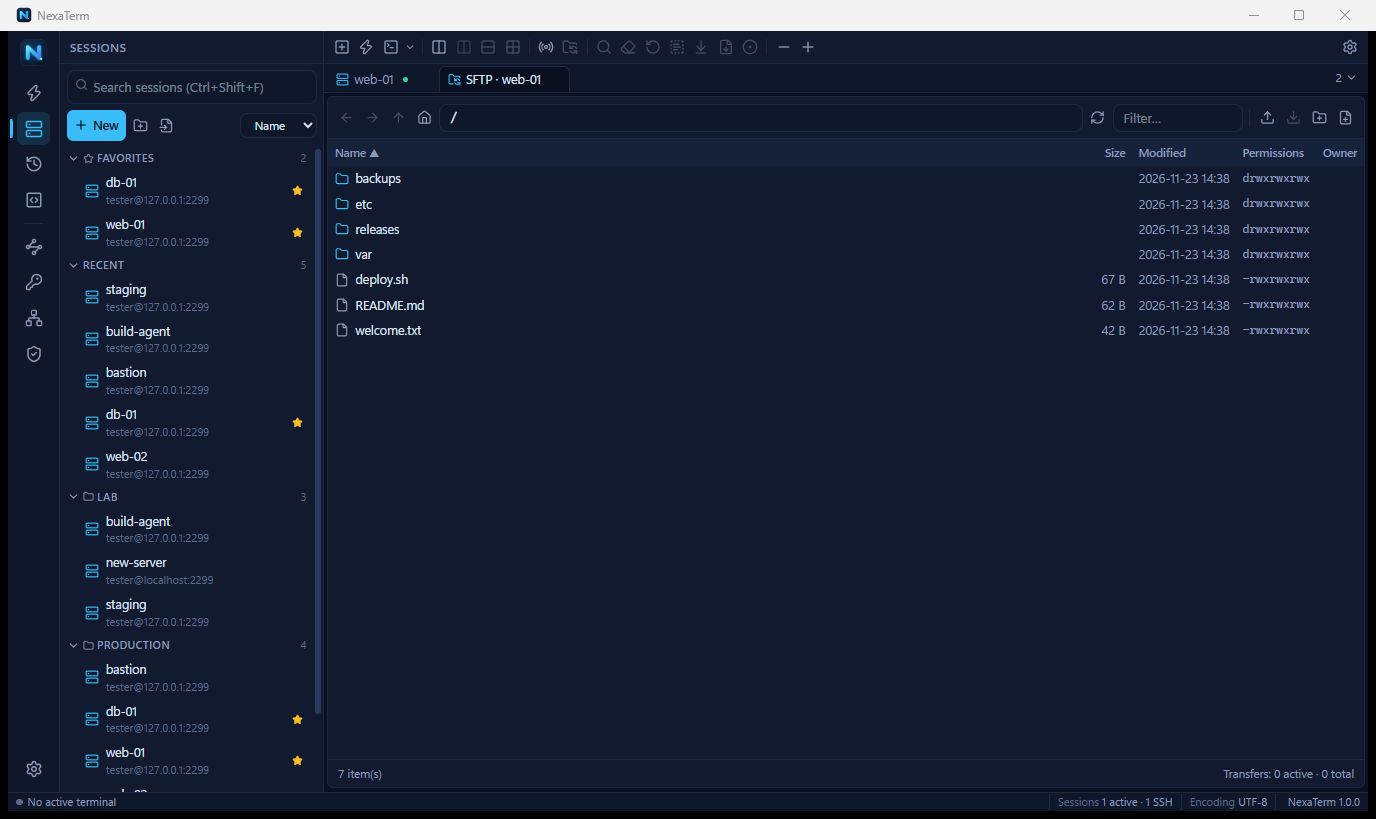 NexaTerm
SESSIONS
Search sessions (Ctrl+Shift+F)
New
Name
FAVORITES 2
db-01
tester@127.0.0.1:2299
web-01
tester@127.0.0.1:2299
RECENT 5
staging
tester@127.0.0.1:2299
build-agent
tester@127.0.0.1:2299
bastion
tester@127.0.0.1:2299
db-01
tester@127.0.0.1:2299
web-02
tester@127.0.0.1:2299
LAB 3
build-agent
tester@127.0.0.1:2299
new-server
tester@localhost:2299
staging
tester@127.0.0.1:2299
PRODUCTION 4
bastion
tester@127.0.0.1:2299
db-01
tester@127.0.0.1:2299
web-01
tester@127.0.0.1:2299
web-01 SFTP · web-01 2
/ Filter...
Name Size Modified Permissions Owner
backups 2026-11-23 14:38 drwxrwxrwx
etc 2026-11-23 14:38 drwxrwxrwx
releases 2026-11-23 14:38 drwxrwxrwx
var 2026-11-23 14:38 drwxrwxrwx
deploy.sh 67 B 2026-11-23 14:38 -rwxrwxrwx
README.md 62 B 2026-11-23 14:38 -rwxrwxrwx
welcome.txt 42 B 2026-11-23 14:38 -rwxrwxrwx
7 item(s) Transfers: 0 active · 0 total
No active terminal Sessions 1 active · 1 SSH Encoding UTF-8 NexaTerm 1.0.0